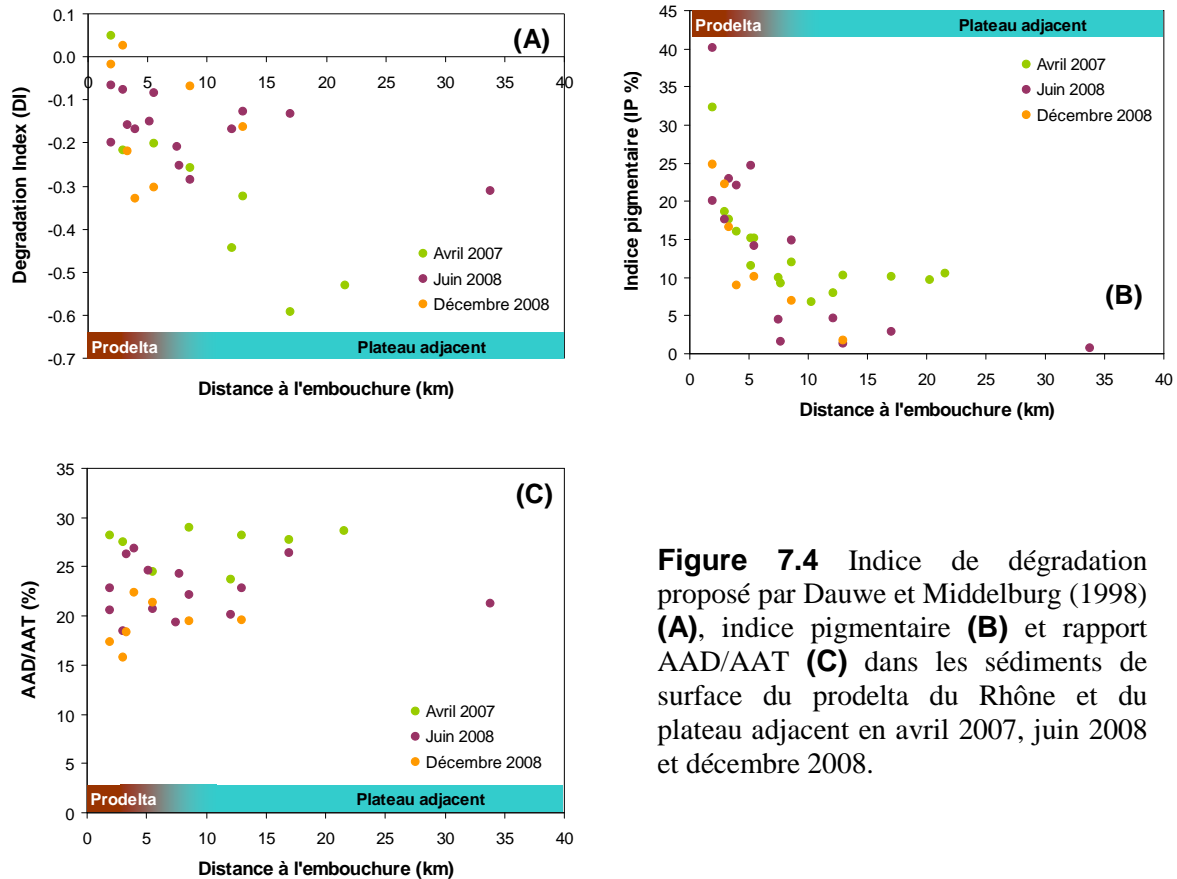 0.1
0.0
-0.1
-0.2
-0.3
-0.4
-0.5
-0.6
-0.7
0 5 10 15 20 25 30 35 40
Degradation Index (DI)
(A)
Avril 2007
Juin 2008
Décembre 2008
Prodelta Plateau adjacent
Distance à l'embouchure (km)
Prodelta Plateau adjacent
45
40
35
30
25
20
15
10
5
0
0 5 10 15 20 25 30 35 40
Indice pigmentaire (IP %)
Avril 2007
Juin 2008
Décembre 2008
(B)
Distance à l'embouchure (km)
35
30
25
20
15
10
5
0
AAD/AAT (%)
(C)
Avril 2007
Juin 2008
Décembre 2008
Prodelta Plateau adjacent
0 5 10 15 20 25 30 35 40
Distance à l'embouchure (km)
Figure 7.4 Indice de dégradation
proposé par Dauwe et Middelburg (1998)
(A), indice pigmentaire (B) et rapport
AAD/AAT (C) dans les sédiments de
surface du prodelta du Rhône et du
plateau adjacent en avril 2007, juin 2008
et décembre 2008.